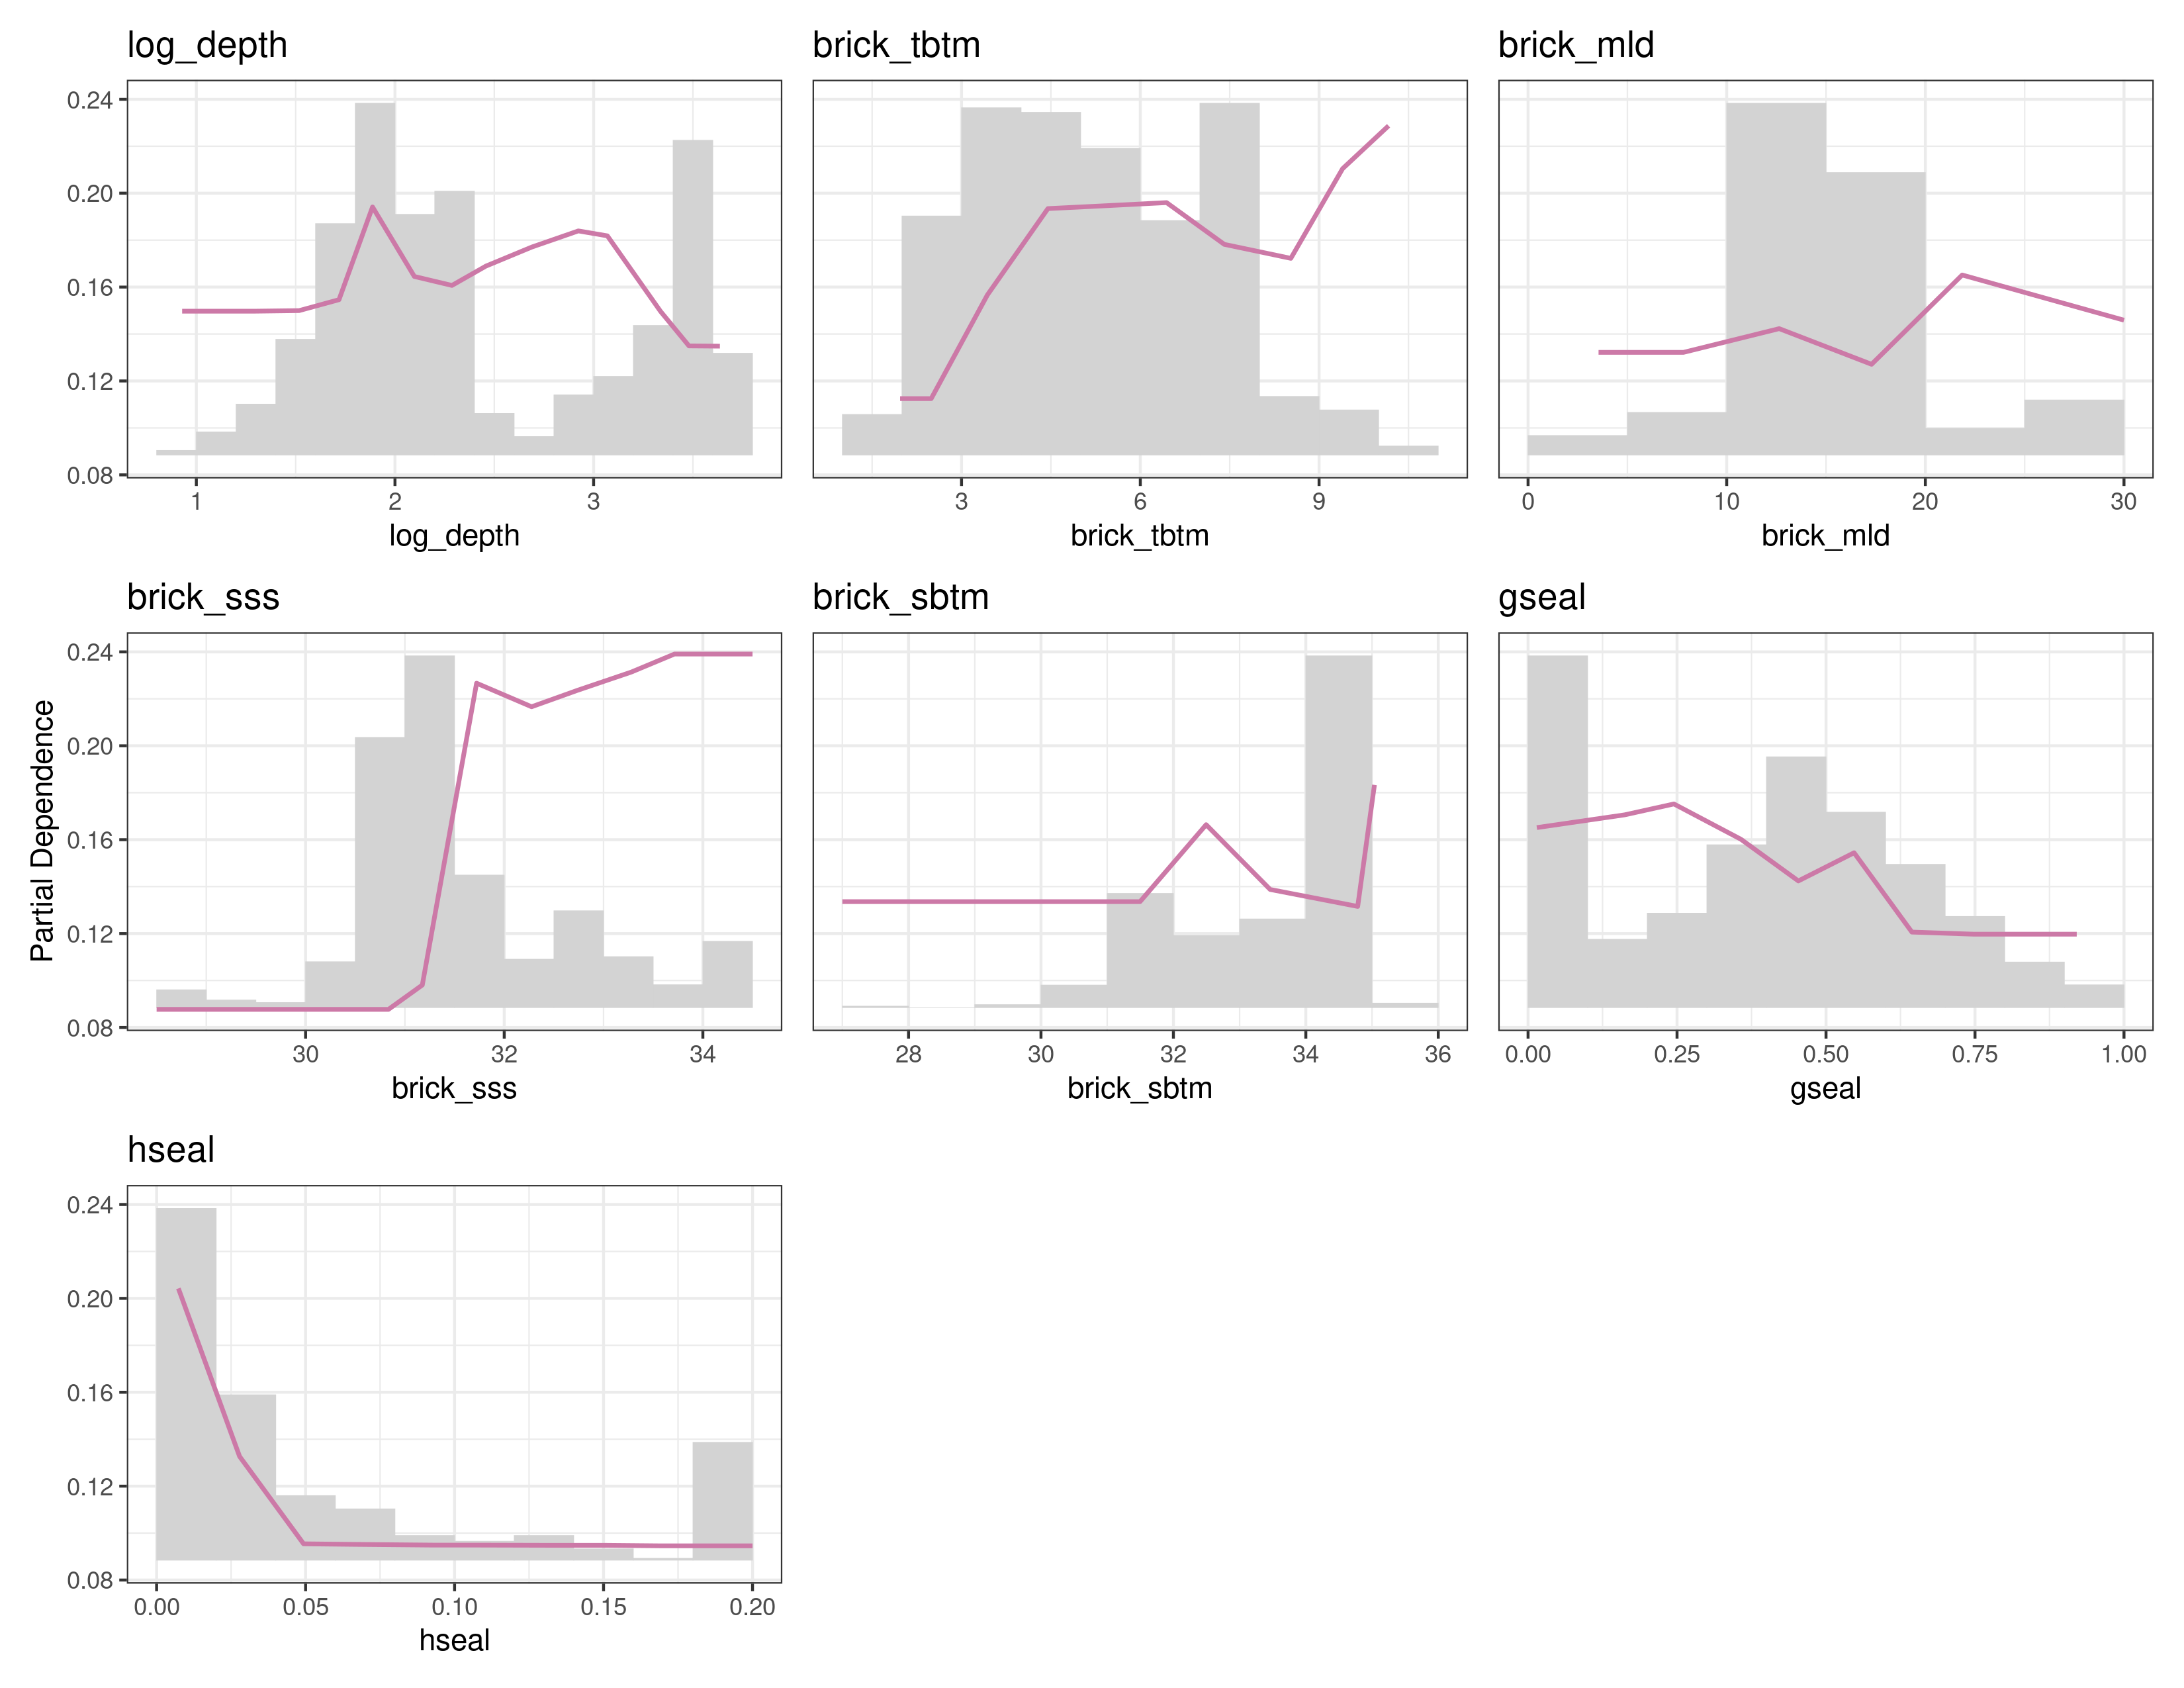 log_depth brick_tbtm brick_mld
0.24
0.20
0.16
0.12
0.08
1 2 3 3 6 9 0 10 20 30
log_depth brick_tbtm brick_mld
brick_sss brick_sbtm gseal
0.24
0.20
0.16
0.12
0.08
Partial Dependence
30 32 34 28 30 32 34 36 0.00 0.25 0.50 0.75 1.00
brick_sss brick_sbtm gseal
hseal
0.24
0.20
0.16
0.12
0.08
0.00 0.05 0.10 0.15 0.20
hseal